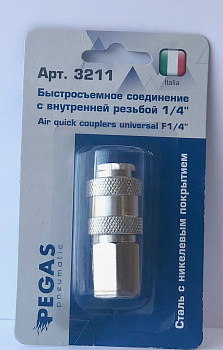 Арт. 3211
Italia
Быстросъемное соединение
с внутренней резьбой 1/4"
Air quick couplers universal F1/4"
PEGAS
pneumatic
Сталь с никелевым покрытием